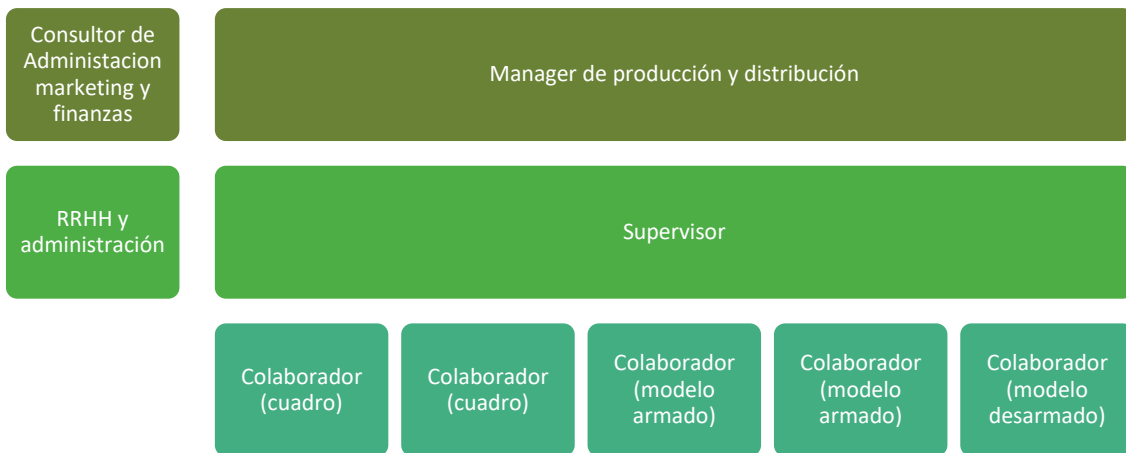 Consultor de
Administacion
marketing y
finanzas
Manager de producción y distribución
RRHH y
administración
Supervisor
Colaborador
(cuadro)
Colaborador
(cuadro)
Colaborador
(modelo
armado)
Colaborador
(modelo
armado)
Colaborador
(modelo
desarmado)